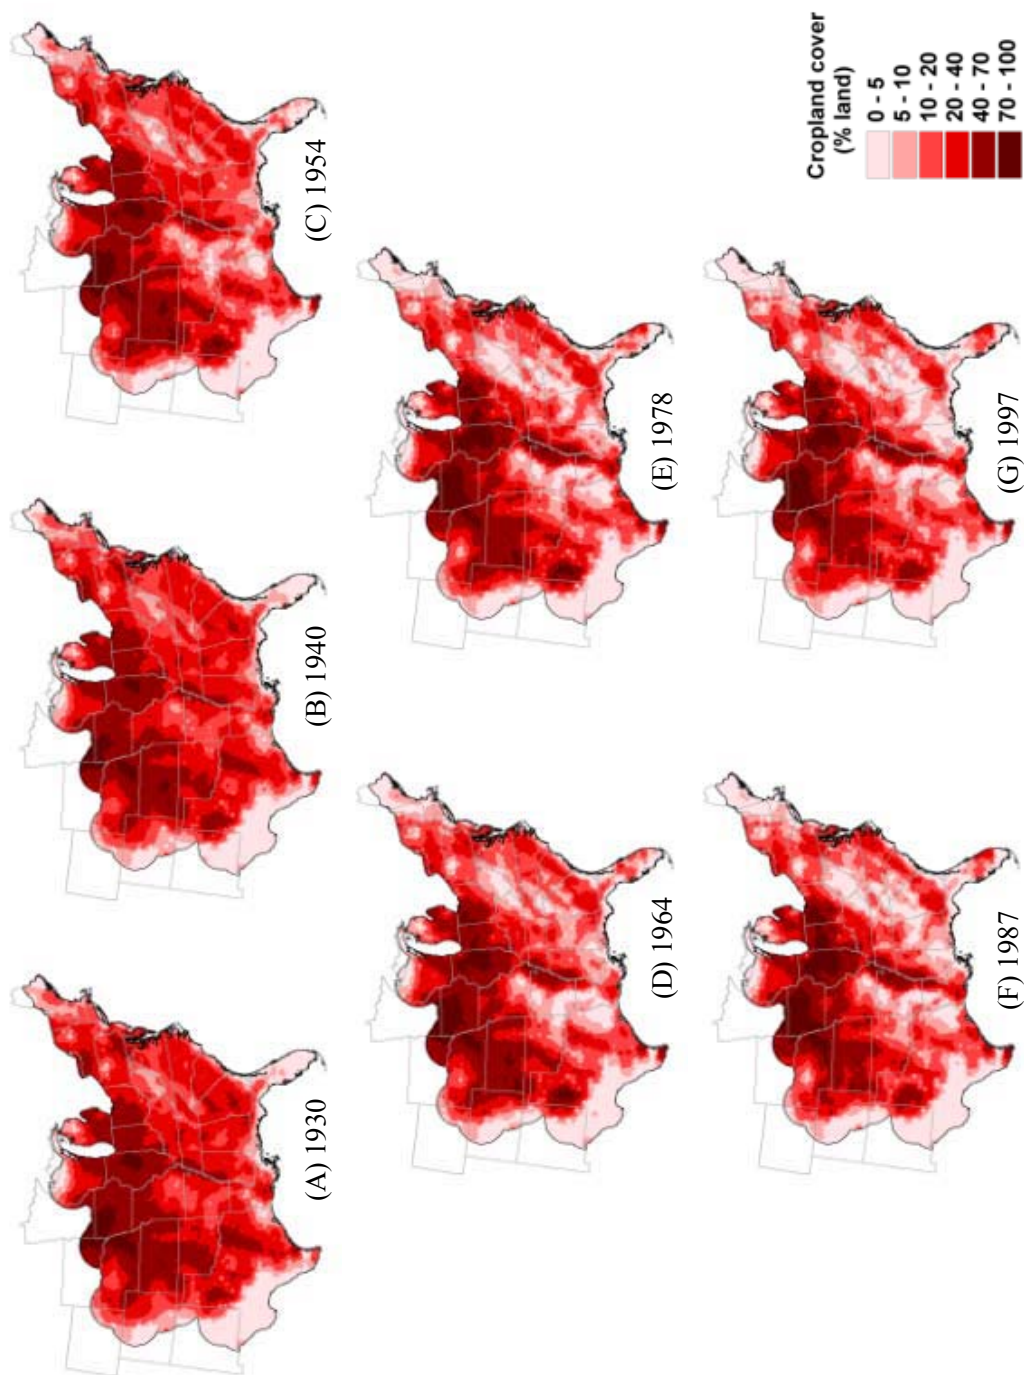 (A) 1930
(B) 1940
(C) 1954
(D) 1964
(E) 1978
(F) 1987
(G) 1997
Cropland cover
(% land)
0 - 5
5 - 10
10 - 20
20 - 40
40 - 70
70 - 100